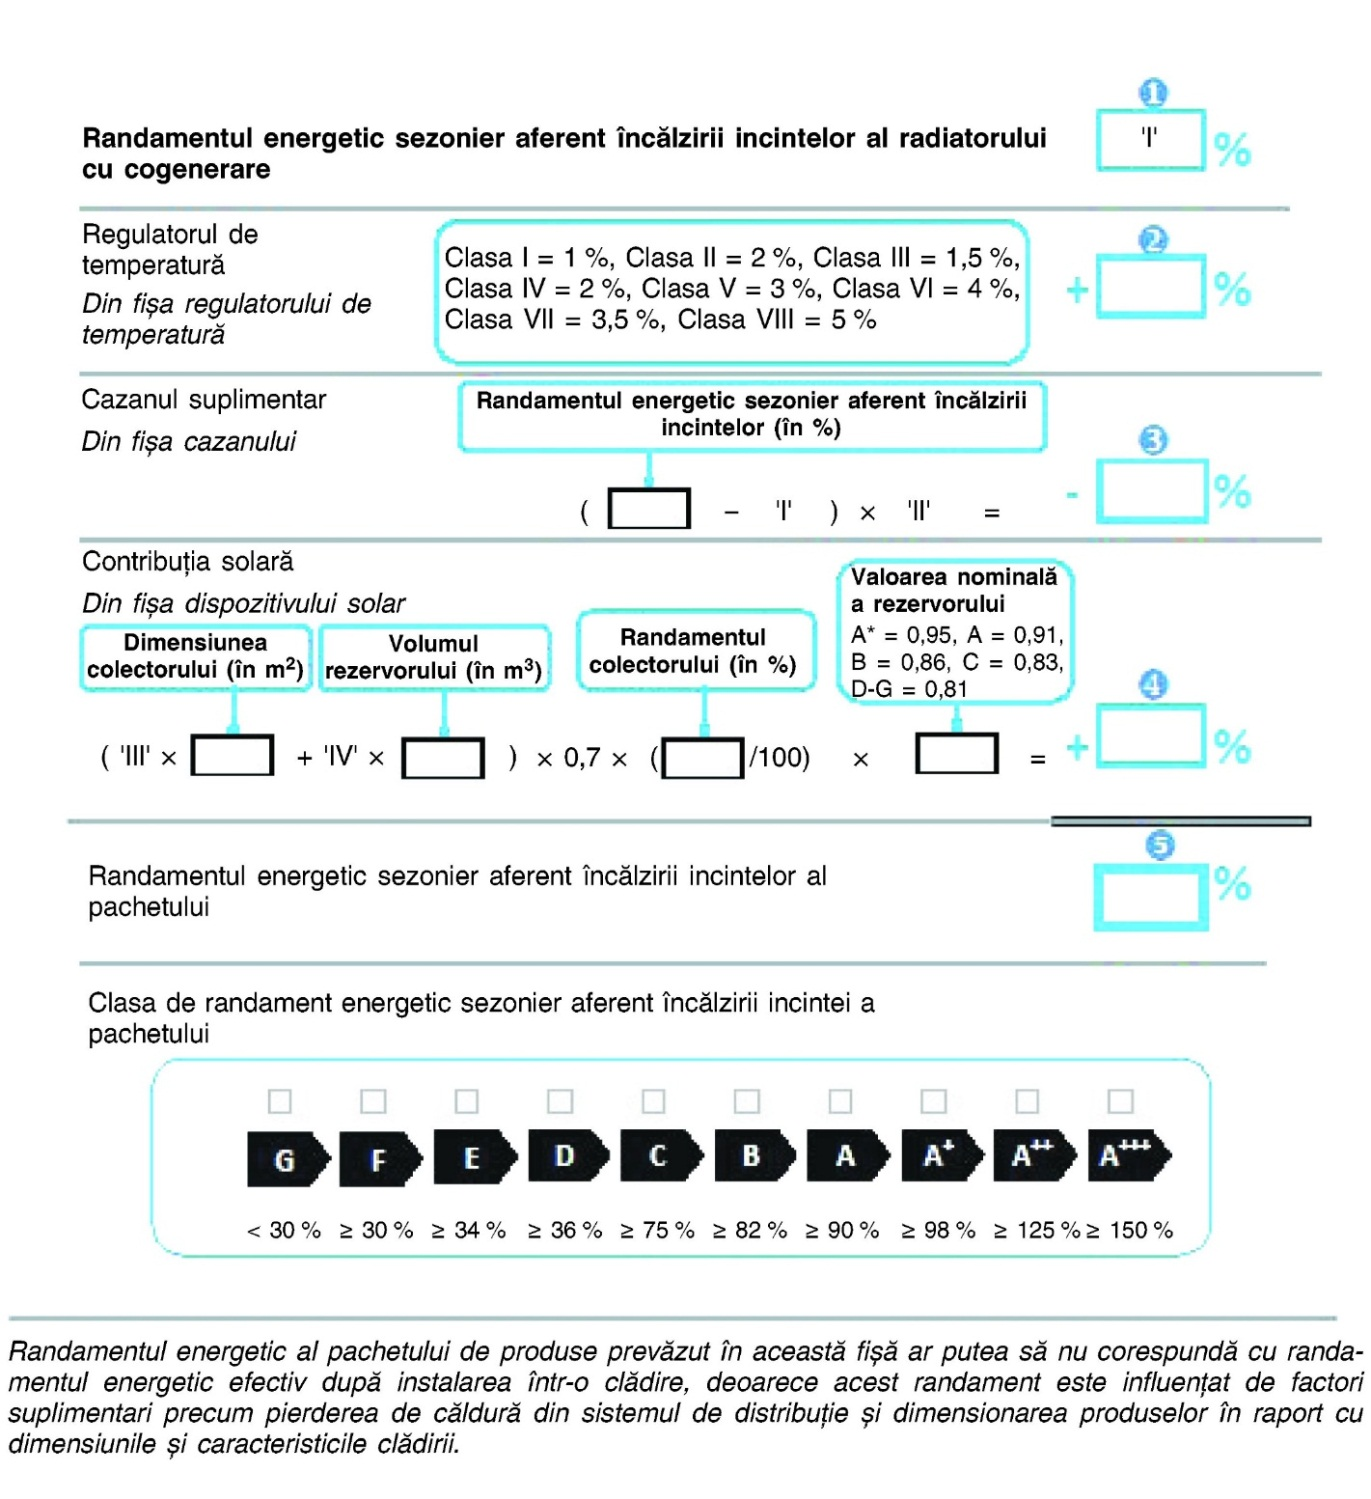 ❶
Randamentul energetic sezonier aferent încălzirii incintelor al radiatorului
cu cogenerare
'I' %
Regulatorul de
temperatură
Din fișa regulatorului de
temperatură
Clasa I = 1 %, Clasa II = 2 %, Clasa III = 1,5 %,
Clasa IV = 2 %, Clasa V = 3 %, Clasa VI = 4 %,
Clasa VII = 3,5 %, Clasa VIII = 5 %
❷
+ %
Cazanul suplimentar
Din fișa cazanului
Randamentul energetic sezonier aferent încălzirii
incintelor (în %)
❸
( – 'I' ) × 'II' = - %
Contribuția solară
Din fișa dispozitivului solar
Dimensiunea
colectorului (în m²)
Volumul
rezervorului (în m³)
Randamentul
colectorului (în %)
Valoarea nominală
a rezervorului
A* = 0,95, A = 0,91,
B = 0,86, C = 0,83,
D-G = 0,81
❹
( 'III' × + 'IV' × ) × 0,7 × ( /100) × = + %
❺
Randamentul energetic sezonier aferent încălzirii incintelor al
pachetului
%
Clasa de randament energetic sezonier aferent încălzirii incintei a
pachetului
G F E D C B A A⁺ A⁺⁺ A⁺⁺⁺
< 30 % ≥ 30 % ≥ 34 % ≥ 36 % ≥ 75 % ≥ 82 % ≥ 90 % ≥ 98 % ≥ 125 % ≥ 150 %
Randamentul energetic al pachetului de produse prevăzut în această fișă ar putea să nu corespundă cu randa-
mentul energetic efectiv după instalarea într-o clădire, deoarece acest randament este influențat de factori
suplimentari precum pierderea de căldură din sistemul de distribuție și dimensionarea produselor în raport cu
dimensiunile și caracteristicile clădirii.